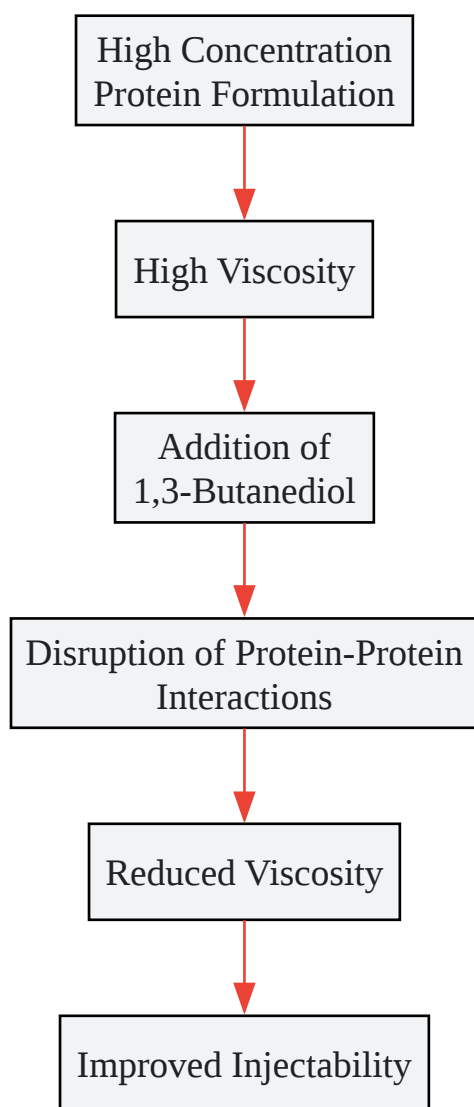 High Concentration
Protein Formulation
High Viscosity
Addition of
1,3-Butanediol
Disruption of Protein-Protein
Interactions
Reduced Viscosity
Improved Injectability